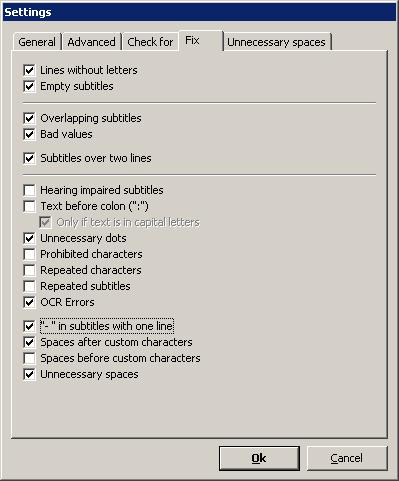 Settings
General Advanced Check for Fix Unnecessary spaces
Lines without letters
Empty subtitles
Overlapping subtitles
Bad values
Subtitles over two lines
Hearing impaired subtitles
Text before colon (":")
Only if text is in capital letters
Unnecessary dots
Prohibited characters
Repeated characters
Repeated subtitles
OCR Errors
"- " in subtitles with one line
Spaces after custom characters
Spaces before custom characters
Unnecessary spaces
Ok Cancel